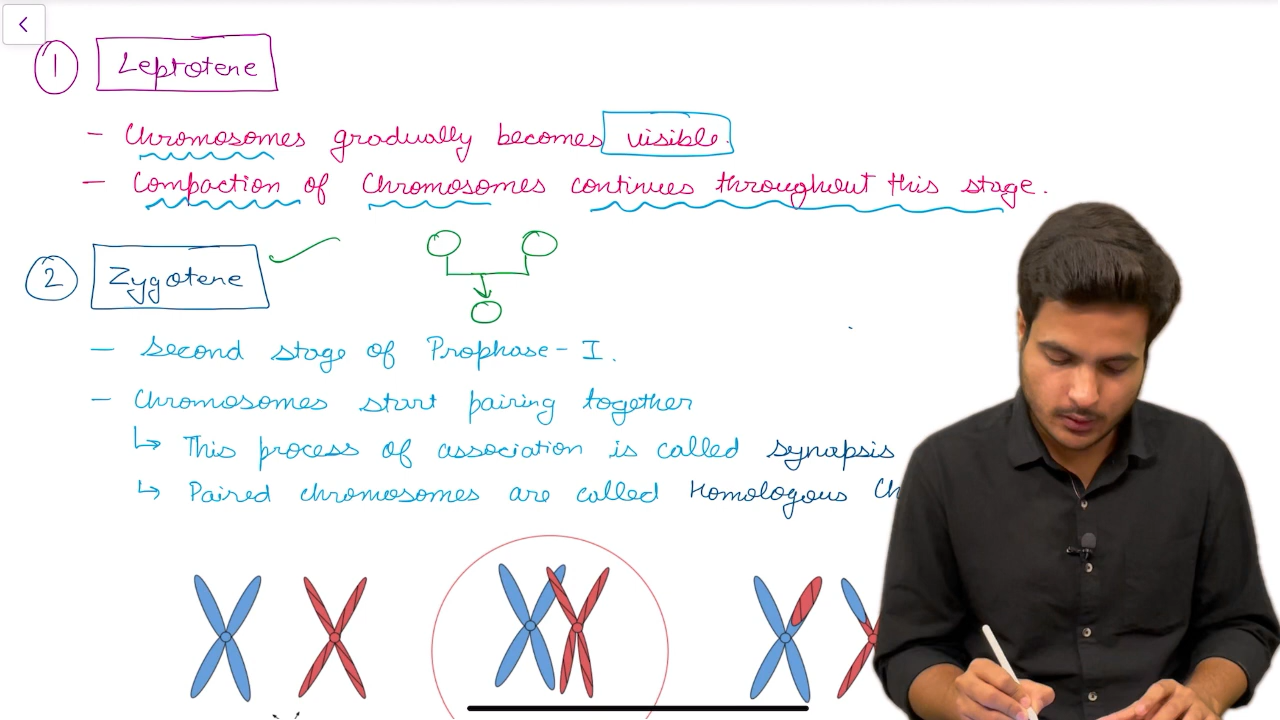 1 Leptotene
- Chromosomes gradually becomes visible.
- Compaction of Chromosomes continues throughout this stage.
2 Zygotene
- Second stage of Prophase-I.
- Chromosomes start pairing together
↳ This process of association is called synapsis
↳ Paired chromosomes are called Homologous